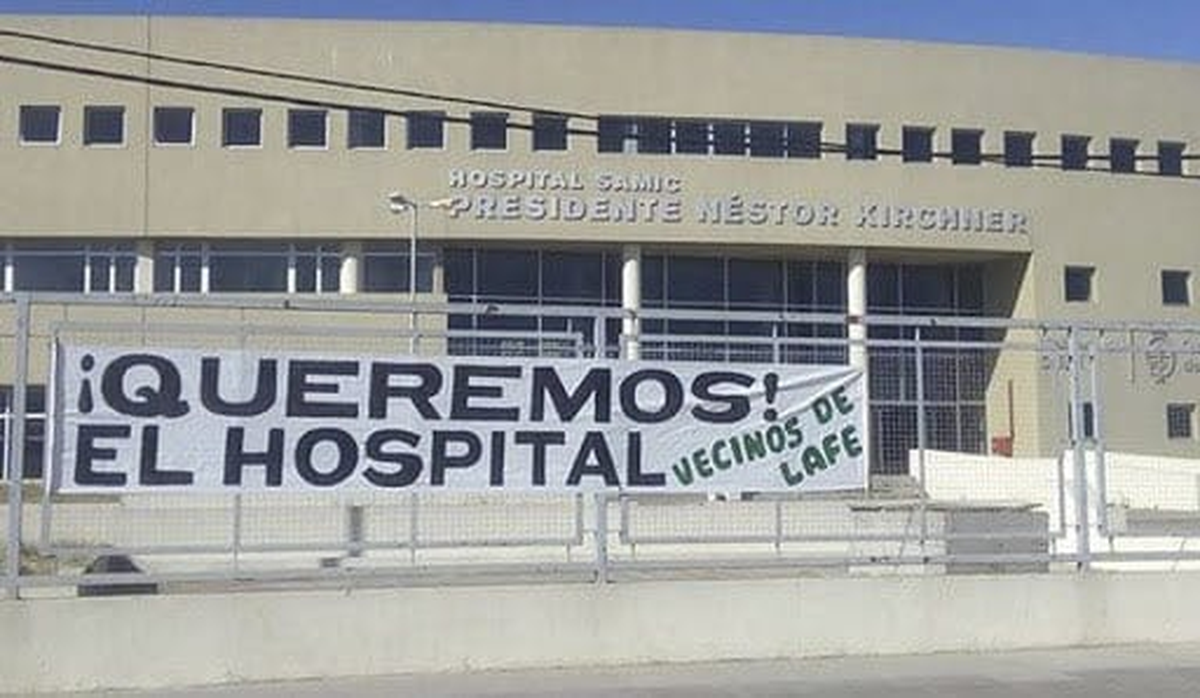 HOSPITAL SAMIC
PRESIDENTE NÉSTOR KIRCHNER
¡QUEREMOS!
EL HOSPITAL
VECINOS DE
LAFE